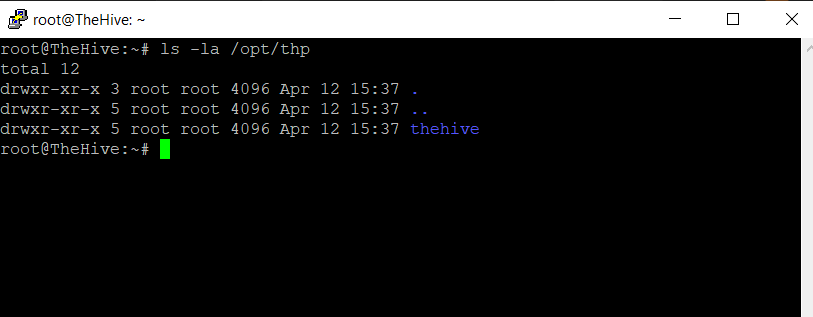 root@TheHive: ~
root@TheHive:~# ls -la /opt/thp
total 12
drwxr-xr-x 3 root root 4096 Apr 12 15:37 .
drwxr-xr-x 5 root root 4096 Apr 12 15:37 ..
drwxr-xr-x 5 root root 4096 Apr 12 15:37 thehive
root@TheHive:~#